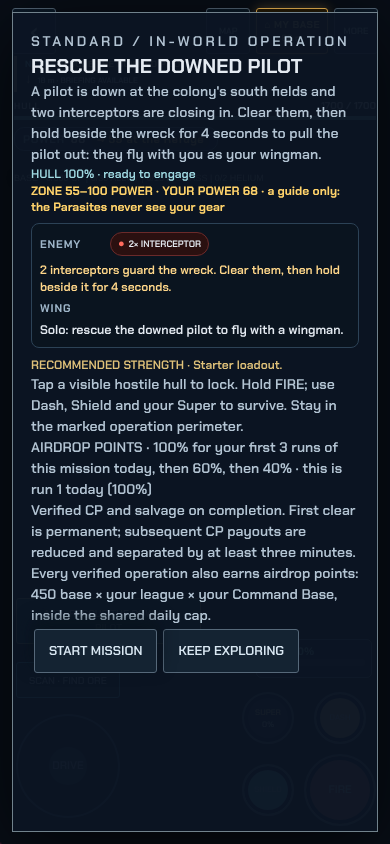 STANDARD / IN-WORLD OPERATION
RESCUE THE DOWNED PILOT
A pilot is down at the colony's south fields and
two interceptors are closing in. Clear them, then
hold beside the wreck for 4 seconds to pull the
pilot out: they fly with you as your wingman.
HULL 100% · ready to engage
ZONE 55–100 POWER · YOUR POWER 68 · a guide only:
the Parasites never see your gear
ENEMY
2× INTERCEPTOR
2 interceptors guard the wreck. Clear them, then hold
beside it for 4 seconds.
WING
Solo: rescue the downed pilot to fly with a wingman.
RECOMMENDED STRENGTH · Starter loadout.
Tap a visible hostile hull to lock. Hold FIRE; use
Dash, Shield and your Super to survive. Stay in
the marked operation perimeter.
AIRDROP POINTS · 100% for your first 3 runs of
this mission today, then 60%, then 40% · this is
run 1 today (100%)
Verified CP and salvage on completion. First clear
is permanent; subsequent CP payouts are
reduced and separated by at least three minutes.
Every verified operation also earns airdrop points:
450 base × your league × your Command Base,
inside the shared daily cap.
START MISSION
KEEP EXPLORING